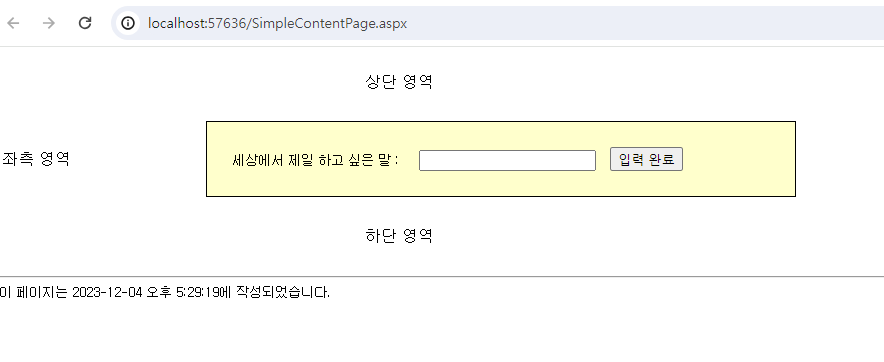 localhost:57636/SimpleContentPage.aspx
상단 영역
좌측 영역
세상에서 제일 하고 싶은 말 : 입력 완료
하단 영역
이 페이지는 2023-12-04 오후 5:29:19에 작성되었습니다.